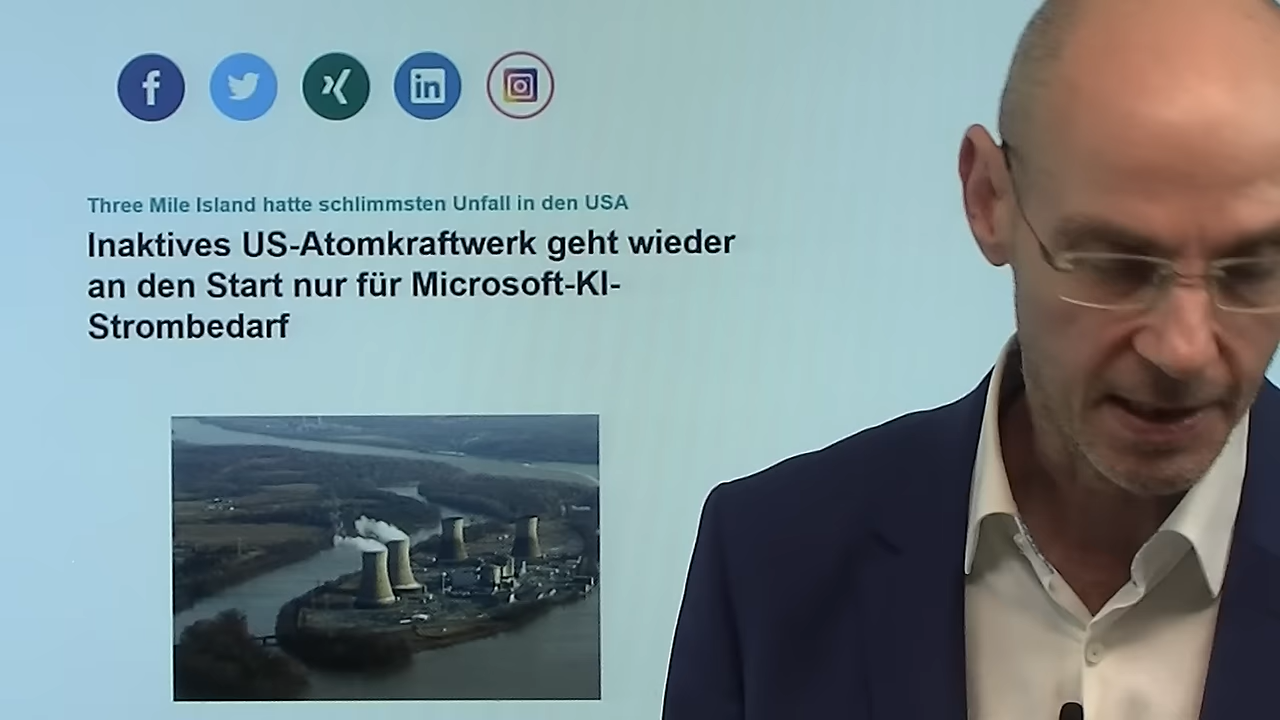 f
in
Three Mile Island hatte schlimmsten Unfall in den USA
Inaktives US-Atomkraftwerk geht wieder
an den Start nur für Microsoft-KI-
Strombedarf